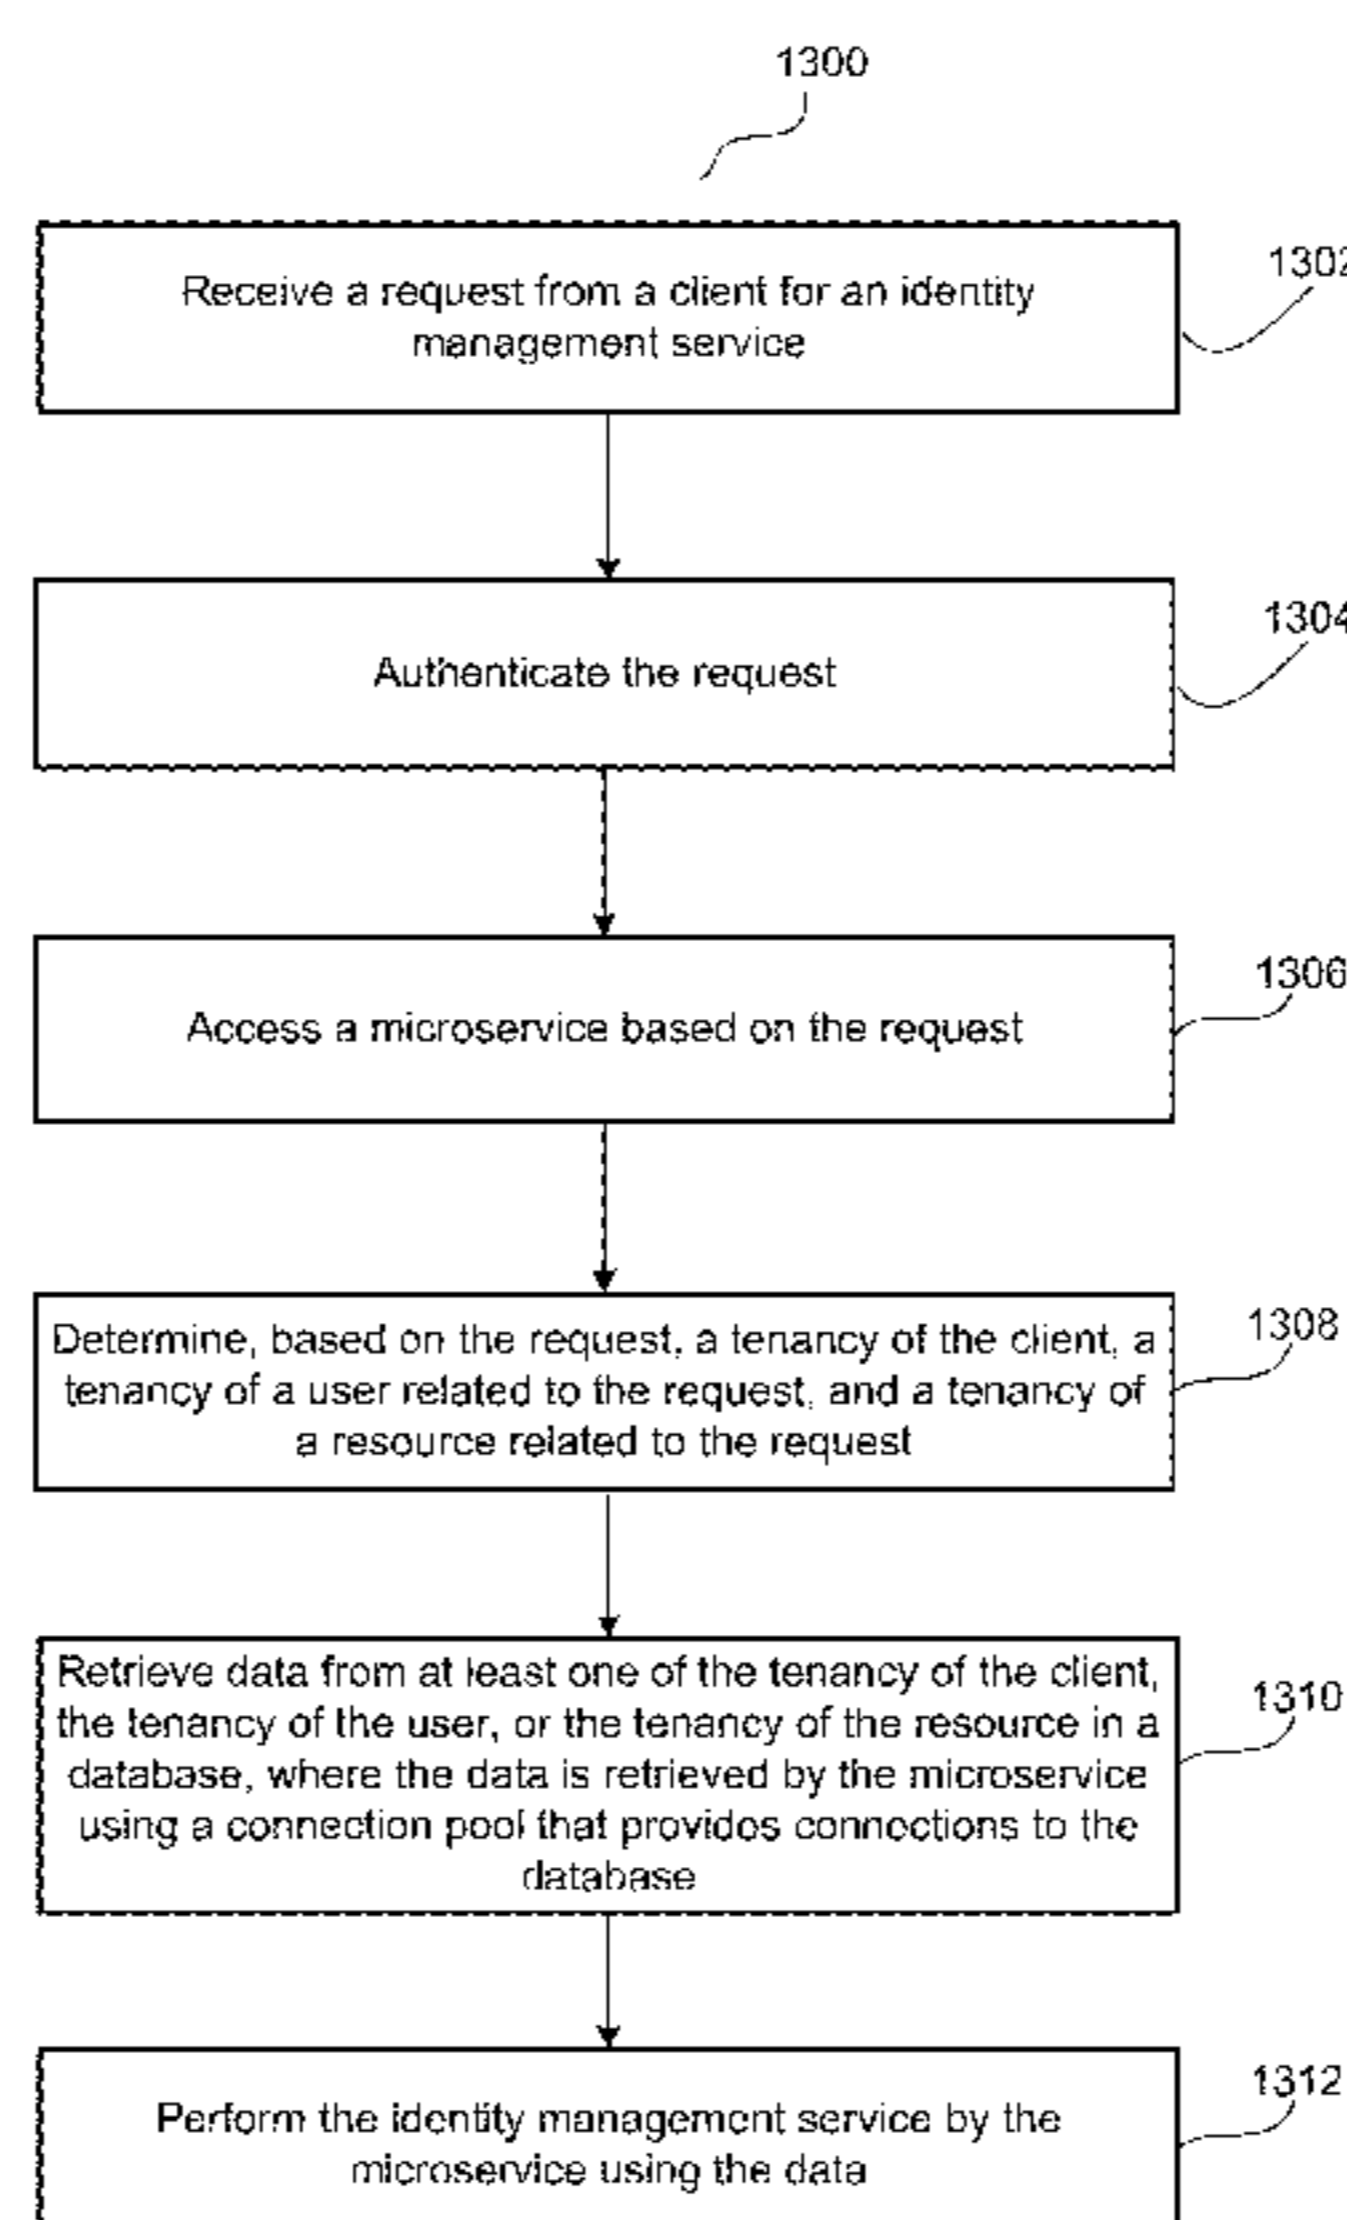 1300
Receive a request from a client for an identity
management service
1302
Authenticate the request
1304
Access a microservice based on the request
1306
Determine, based on the request, a tenancy of the client, a
tenancy of a user related to the request, and a tenancy of
a resource related to the request
1308
Retrieve data from at least one of the tenancy of the client,
the tenancy of the user, or the tenancy of the resource in a
database, where the data is retrieved by the microservice
using a connection pool that provides connections to the
database
1310
Perform the identity management service by the
microservice using the data
1312